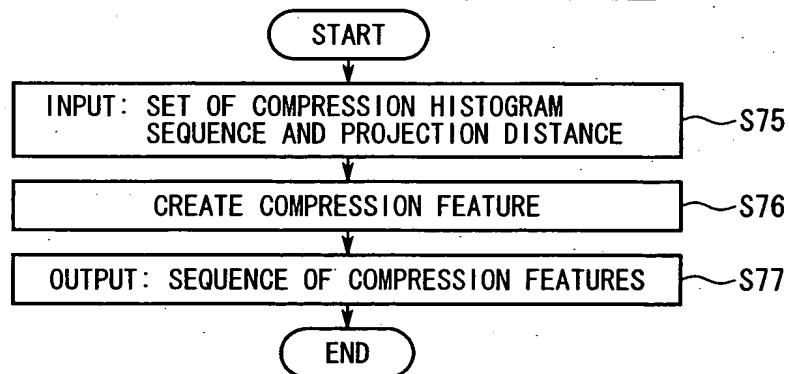 START
INPUT: SET OF COMPRESSION HISTOGRAM
SEQUENCE AND PROJECTION DISTANCE
S75
CREATE COMPRESSION FEATURE
S76
OUTPUT: SEQUENCE OF COMPRESSION FEATURES
S77
END